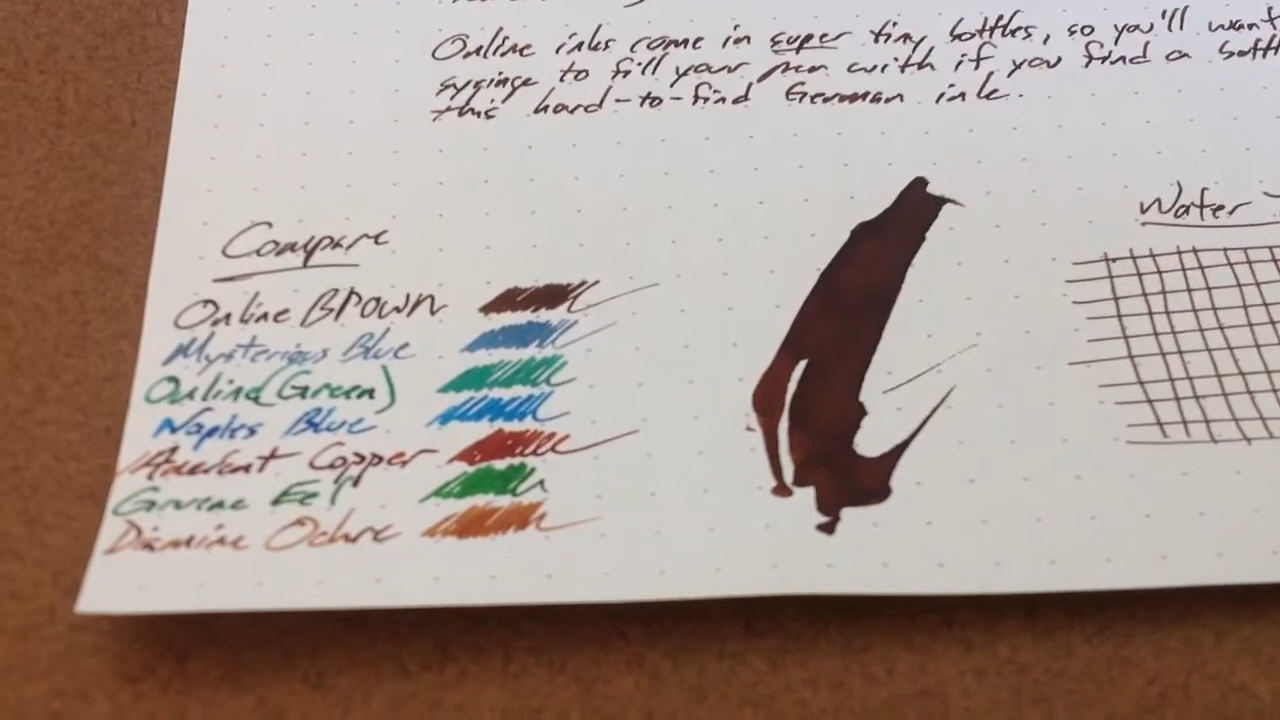 Online inks come in super tiny bottles, so you'll want
syringe to fill your pen with if you find a bottl
this hard-to-find German ink.
Compare
Online Brown
Mysterious Blue
Online (Green)
Naples Blue
Ancient Copper
Gruene Eel
Diamine Ochre
Water